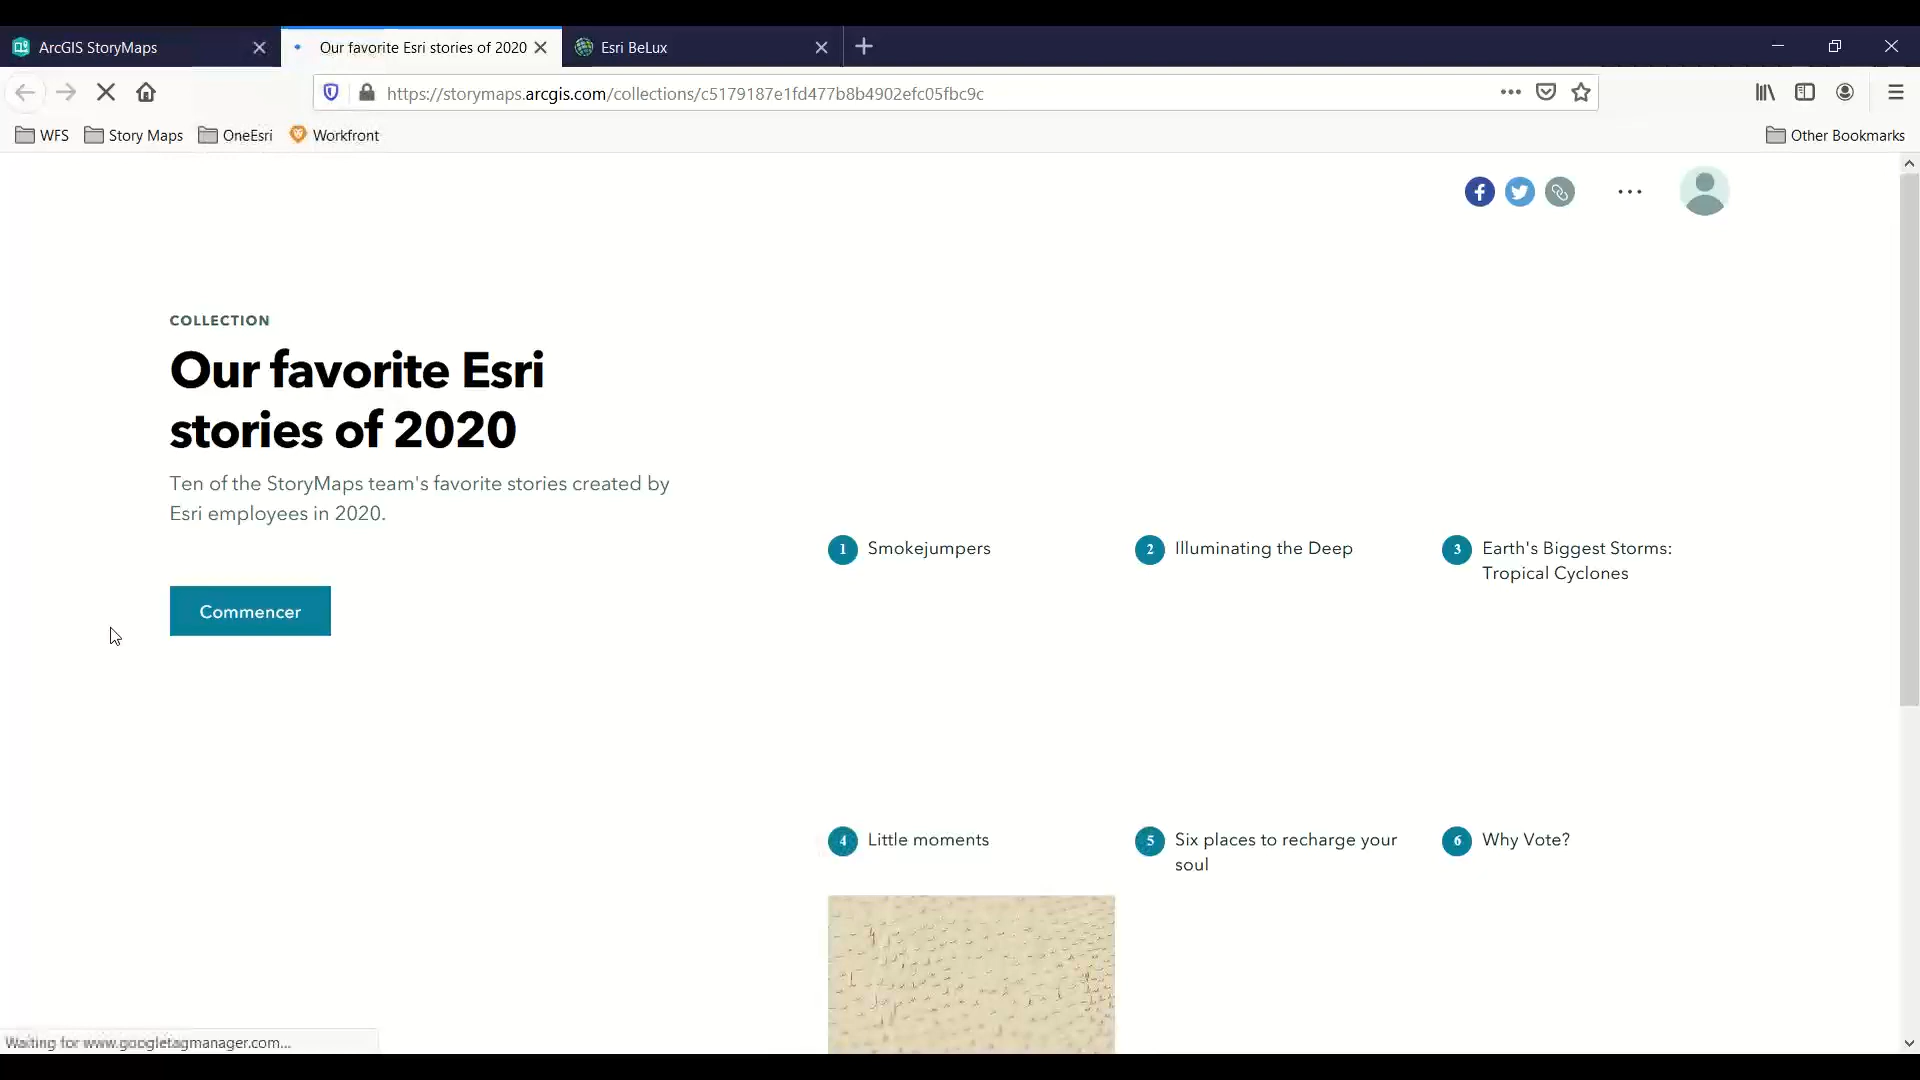 ArcGIS StoryMaps
Our favorite Esri stories of 2020
Esri BeLux
https://storymaps.arcgis.com/collections/c5179187e1fd477b8b4902efc05fbc9c
WFS
Story Maps
OneEsri
Workfront
Other Bookmarks
COLLECTION
Our favorite Esri
stories of 2020
Ten of the StoryMaps team's favorite stories created by
Esri employees in 2020.
Commencer
1 Smokejumpers
2 Illuminating the Deep
3 Earth's Biggest Storms:
Tropical Cyclones
4 Little moments
5 Six places to recharge your
soul
6 Why Vote?
Waiting for www.googletagmanager.com...